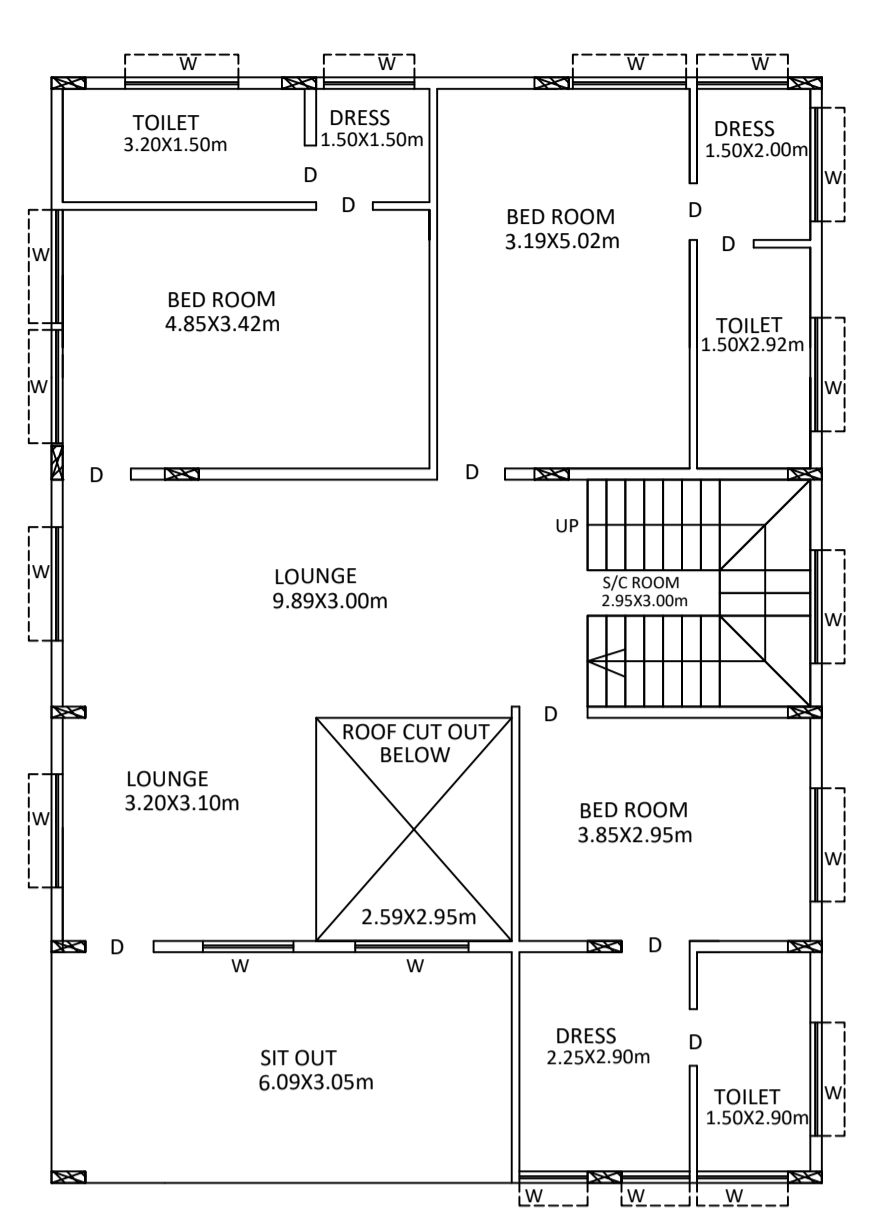 W
W
W
W
TOILET
3.20X1.50m
DRESS
1.50X1.50m
D
D
BED ROOM
3.19X5.02m
DRESS
1.50X2.00m
W
D
D
W
BED ROOM
4.85X3.42m
TOILET
1.50X2.92m
W
W
D
D
UP
W
LOUNGE
9.89X3.00m
S/C ROOM
2.95X3.00m
W
D
ROOF CUT OUT
BELOW
LOUNGE
3.20X3.10m
W
BED ROOM
3.85X2.95m
W
2.59X2.95m
D
W
W
D
SIT OUT
6.09X3.05m
DRESS
2.25X2.90m
D
TOILET
1.50X2.90m
W
W
W
W